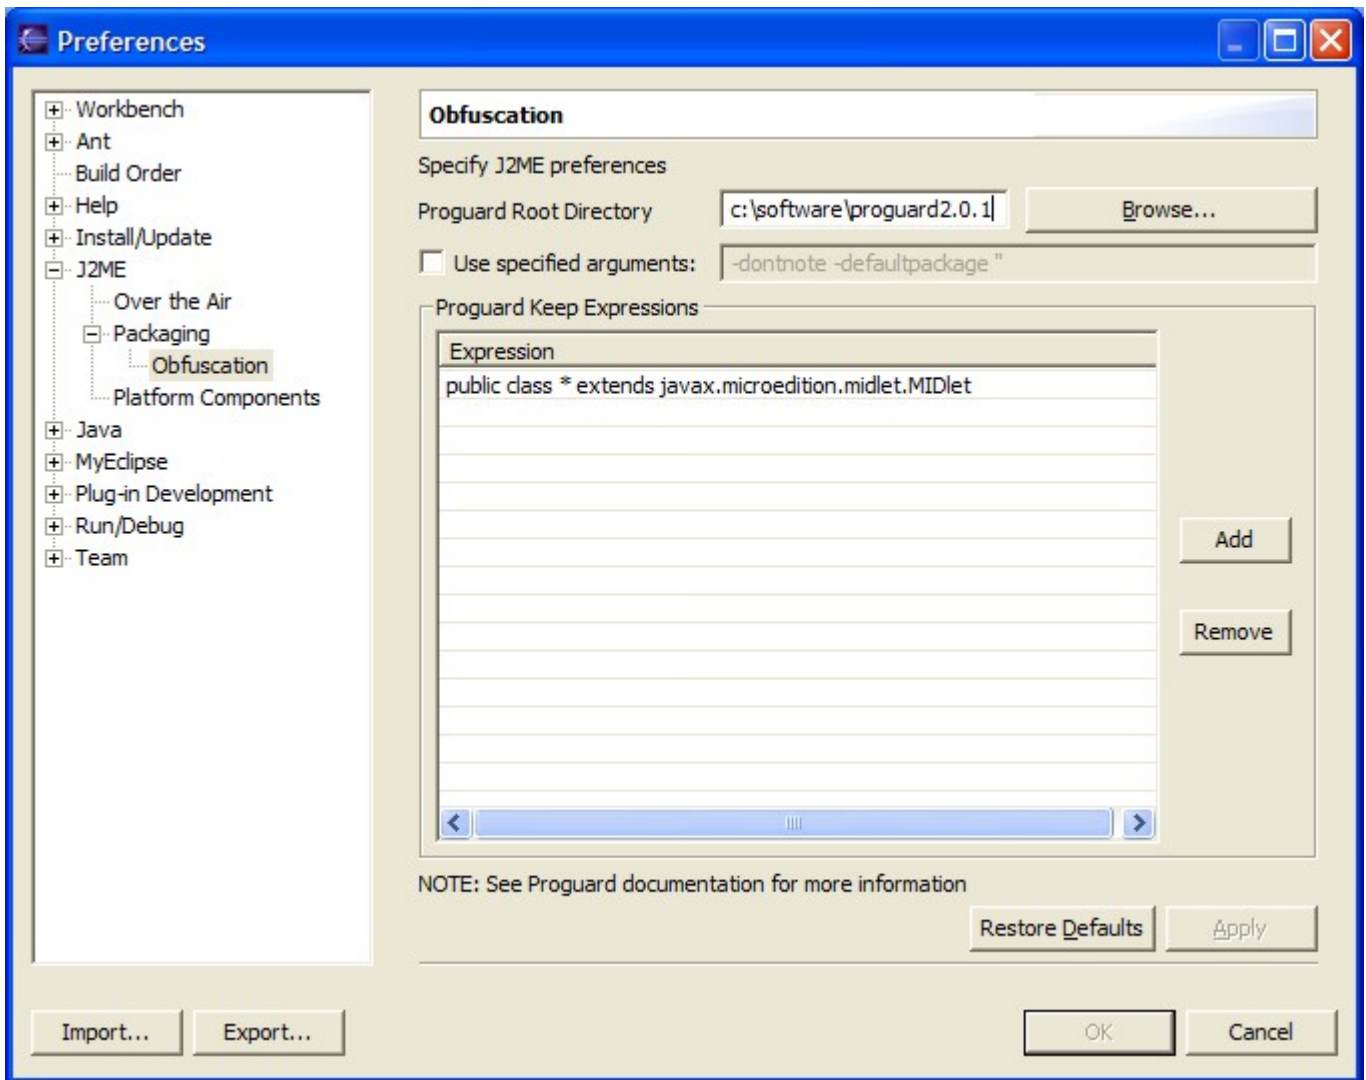 Preferences
Workbench
Ant
Build Order
Help
Install/Update
J2ME
Over the Air
Packaging
Obfuscation
Platform Components
Java
MyEclipse
Plug-in Development
Run/Debug
Team
Obfuscation
Specify J2ME preferences
Proguard Root Directory c:\software\proguard2.0.1 Browse...
Use specified arguments: -dontnote -defaultpackage "
Proguard Keep Expressions
Expression
public class * extends javax.microedition.midlet.MIDlet
Add
Remove
NOTE: See Proguard documentation for more information
Restore Defaults Apply
Import... Export... OK Cancel